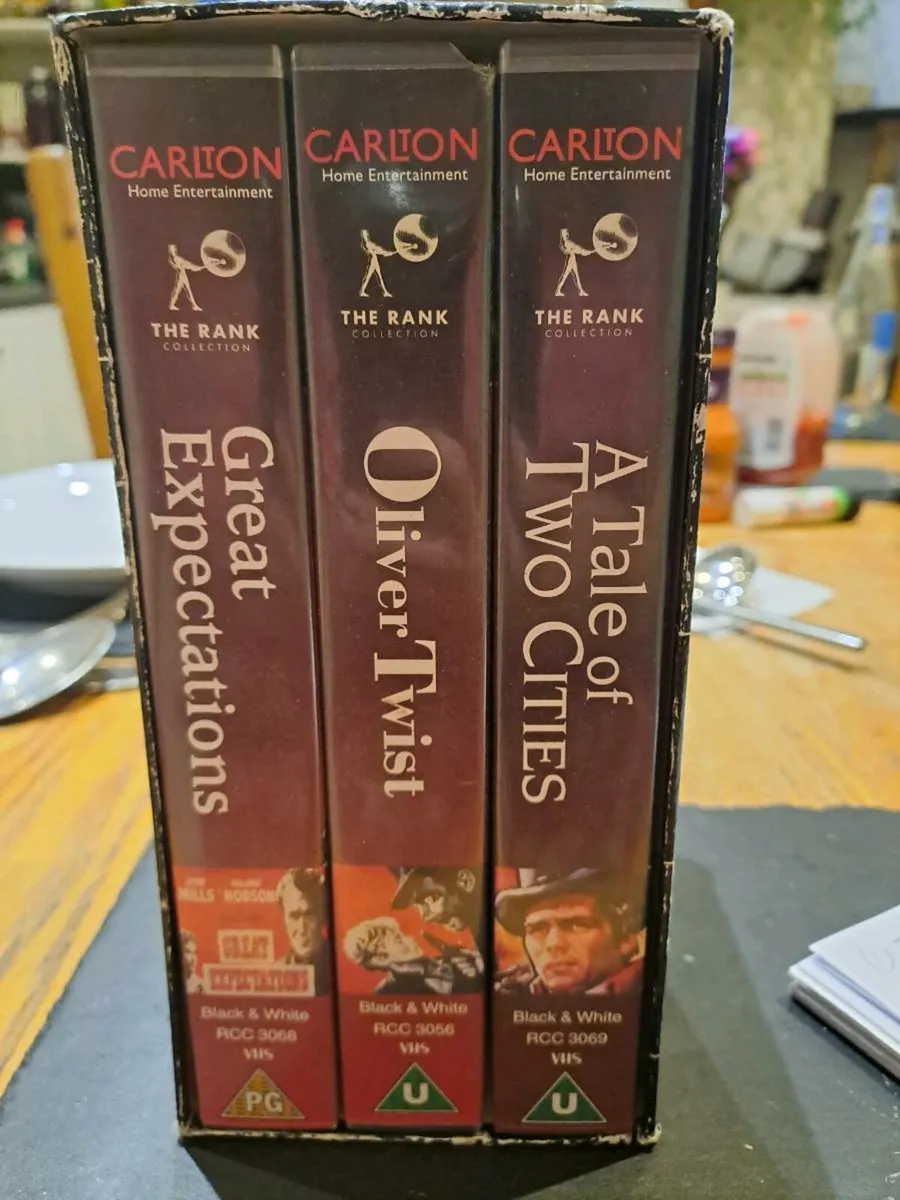 CARLTON
Home Entertainment
THE RANK
COLLECTION
Great
Expectations
JOHN MILLS
HOBSON
GREAT
EXPECTATIONS
Black & White
RCC 3068
VHS
PG
CARLTON
Home Entertainment
THE RANK
COLLECTION
Oliver Twist
Black & White
RCC 3056
VHS
U
CARLTON
Home Entertainment
THE RANK
COLLECTION
A Tale of
Two Cities
Black & White
RCC 3069
VHS
U